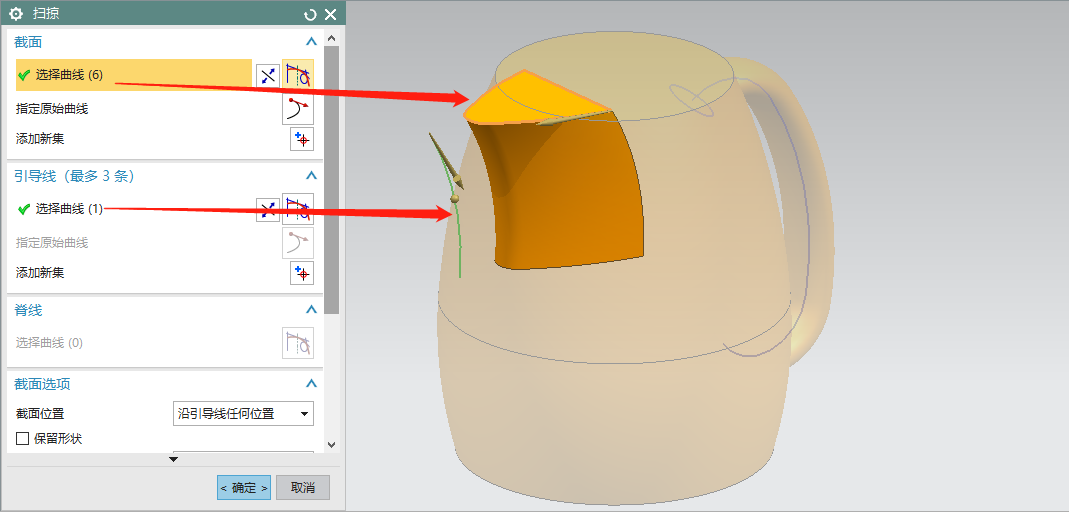 扫掠
截面
选择曲线 (6)
指定原始曲线
添加新集
引导线（最多 3 条）
选择曲线 (1)
指定原始曲线
添加新集
脊线
选择曲线 (0)
截面选项
截面位置 沿引导线任何位置
保留形状
< 确定 > 取消